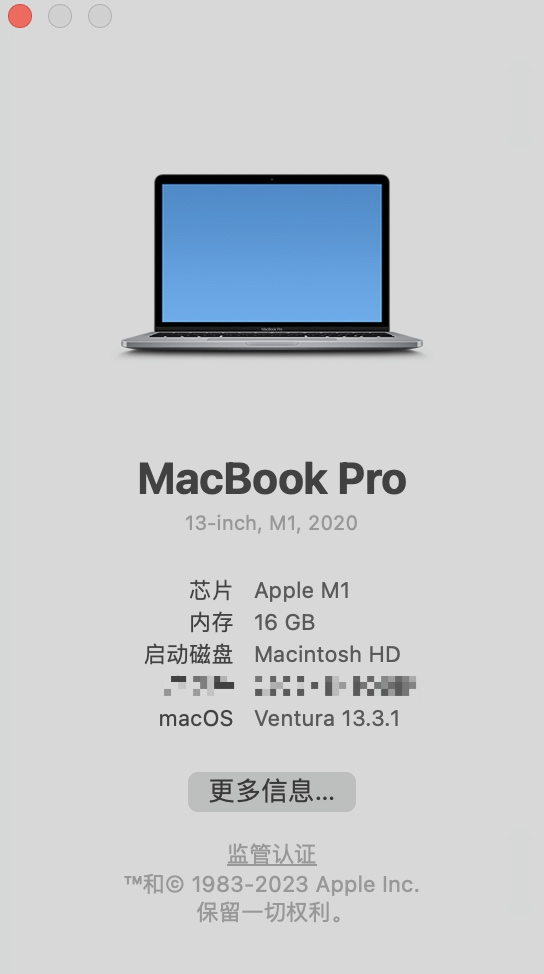 MacBook Pro
13-inch, M1, 2020
芯片 Apple M1
内存 16 GB
启动磁盘 Macintosh HD
macOS Ventura 13.3.1
更多信息...
监管认证
™和© 1983-2023 Apple Inc.
保留一切权利。